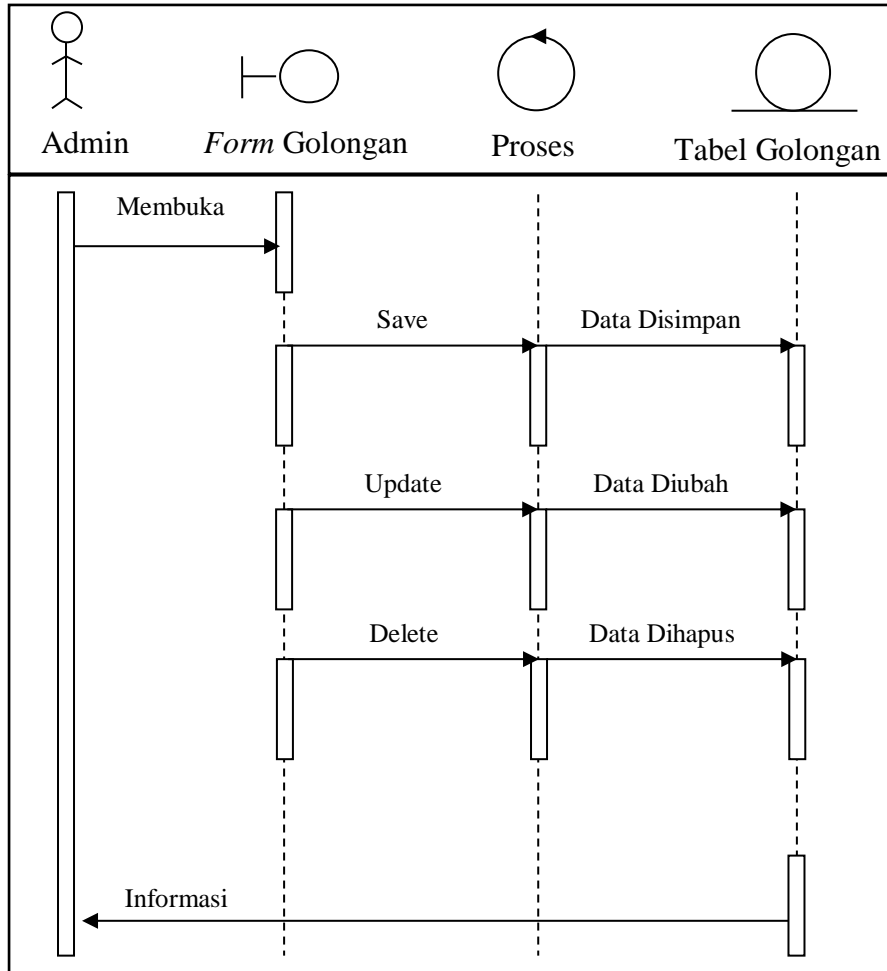 Admin
Form Golongan
Proses
Tabel Golongan
Membuka
Save
Data Disimpan
Update
Data Diubah
Delete
Data Dihapus
Informasi